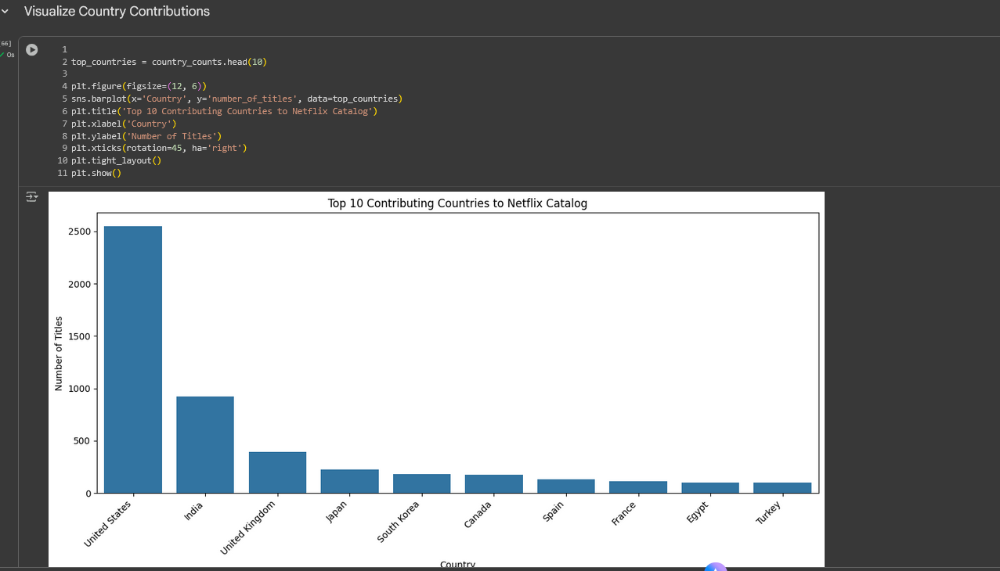 Visualize Country Contributions
66]
0s
1
2 top_countries = country_counts.head(10)
3
4 plt.figure(figsize=(12, 6))
5 sns.barplot(x='Country', y='number_of_titles', data=top_countries)
6 plt.title('Top 10 Contributing Countries to Netflix Catalog')
7 plt.xlabel('Country')
8 plt.ylabel('Number of Titles')
9 plt.xticks(rotation=45, ha='right')
10 plt.tight_layout()
11 plt.show()
Top 10 Contributing Countries to Netflix Catalog
Number of Titles
2500
2000
1500
1000
500
0
United States
India
United Kingdom
Japan
South Korea
Canada
Spain
France
Egypt
Turkey
Country